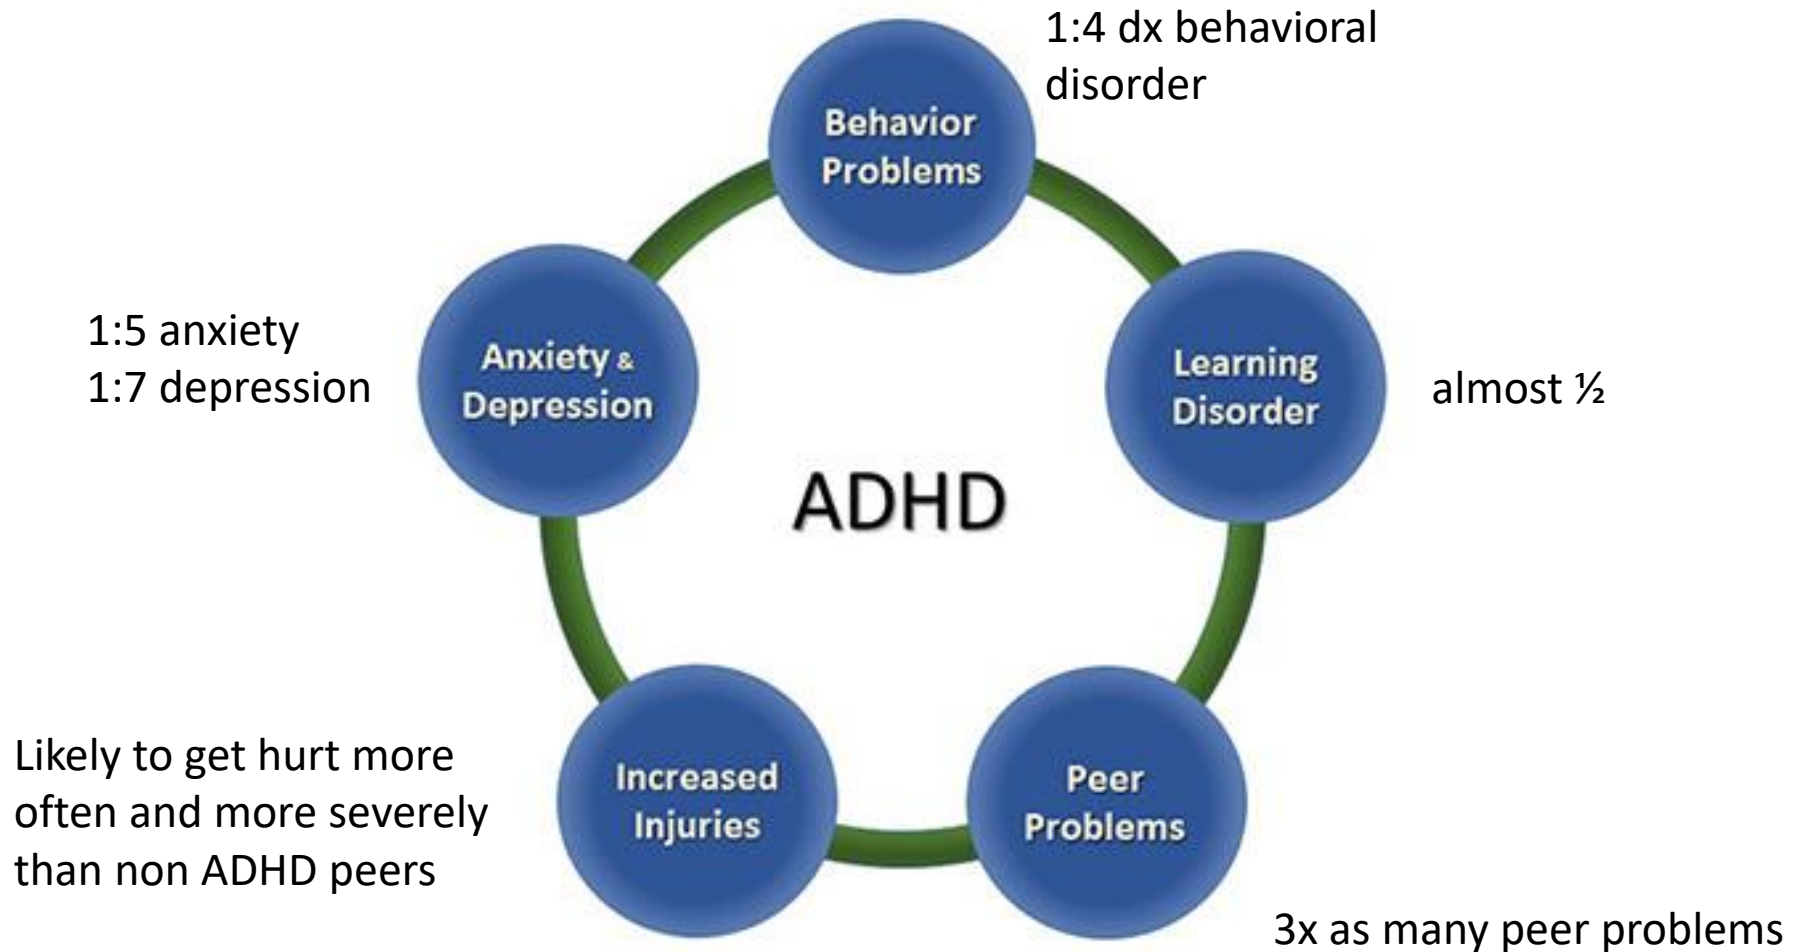 1:4 dx behavioral
disorder
Behavior
Problems
1:5 anxiety
1:7 depression
Anxiety &
Depression
Learning
Disorder
almost ½
ADHD
Likely to get hurt more
often and more severely
than non ADHD peers
Increased
Injuries
Peer
Problems
3x as many peer problems